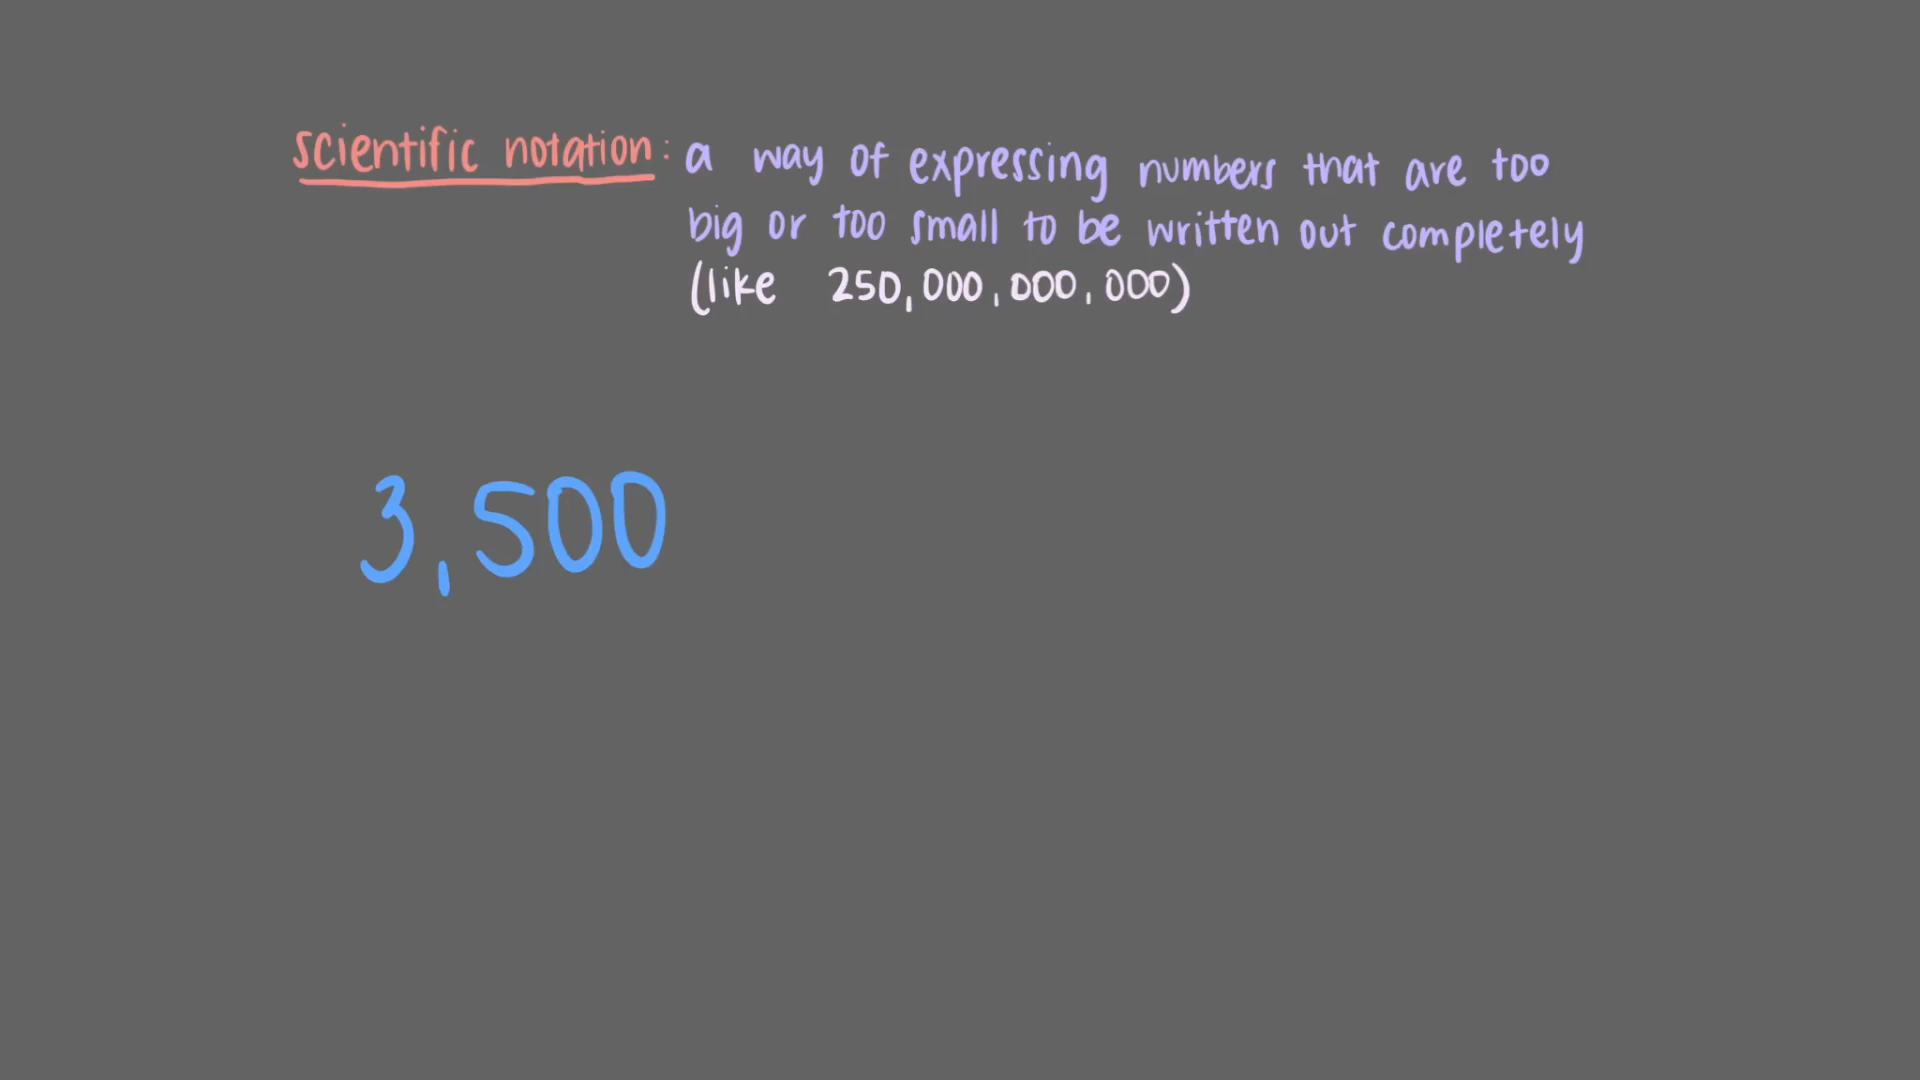 scientific notation: a way of expressing numbers that are too
big or too small to be written out completely
(like 250,000,000,000)
3,500